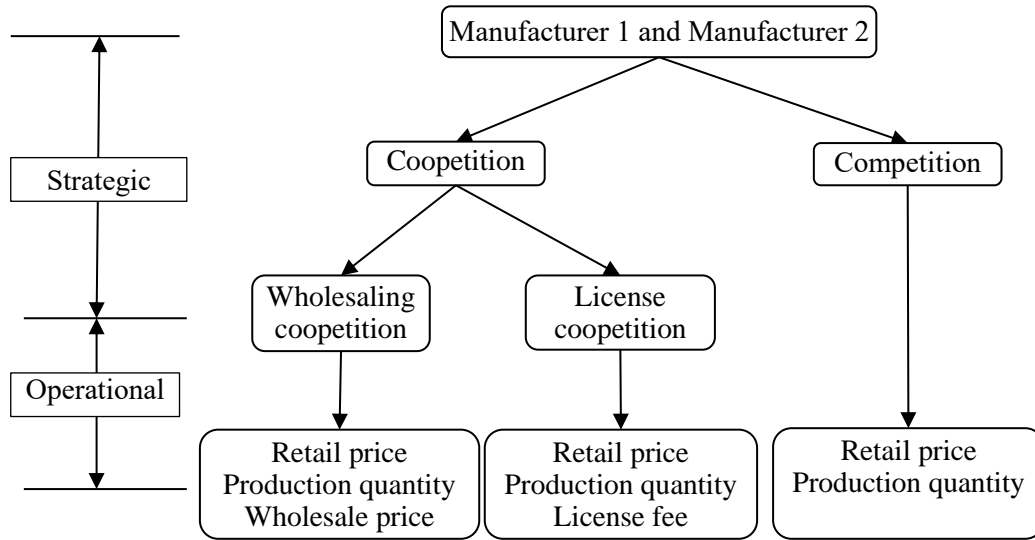 Manufacturer 1 and Manufacturer 2
Strategic
Coopetition
Competition
Wholesaling
coopetition
License
coopetition
Operational
Retail price
Production quantity
Wholesale price
Retail price
Production quantity
License fee
Retail price
Production quantity